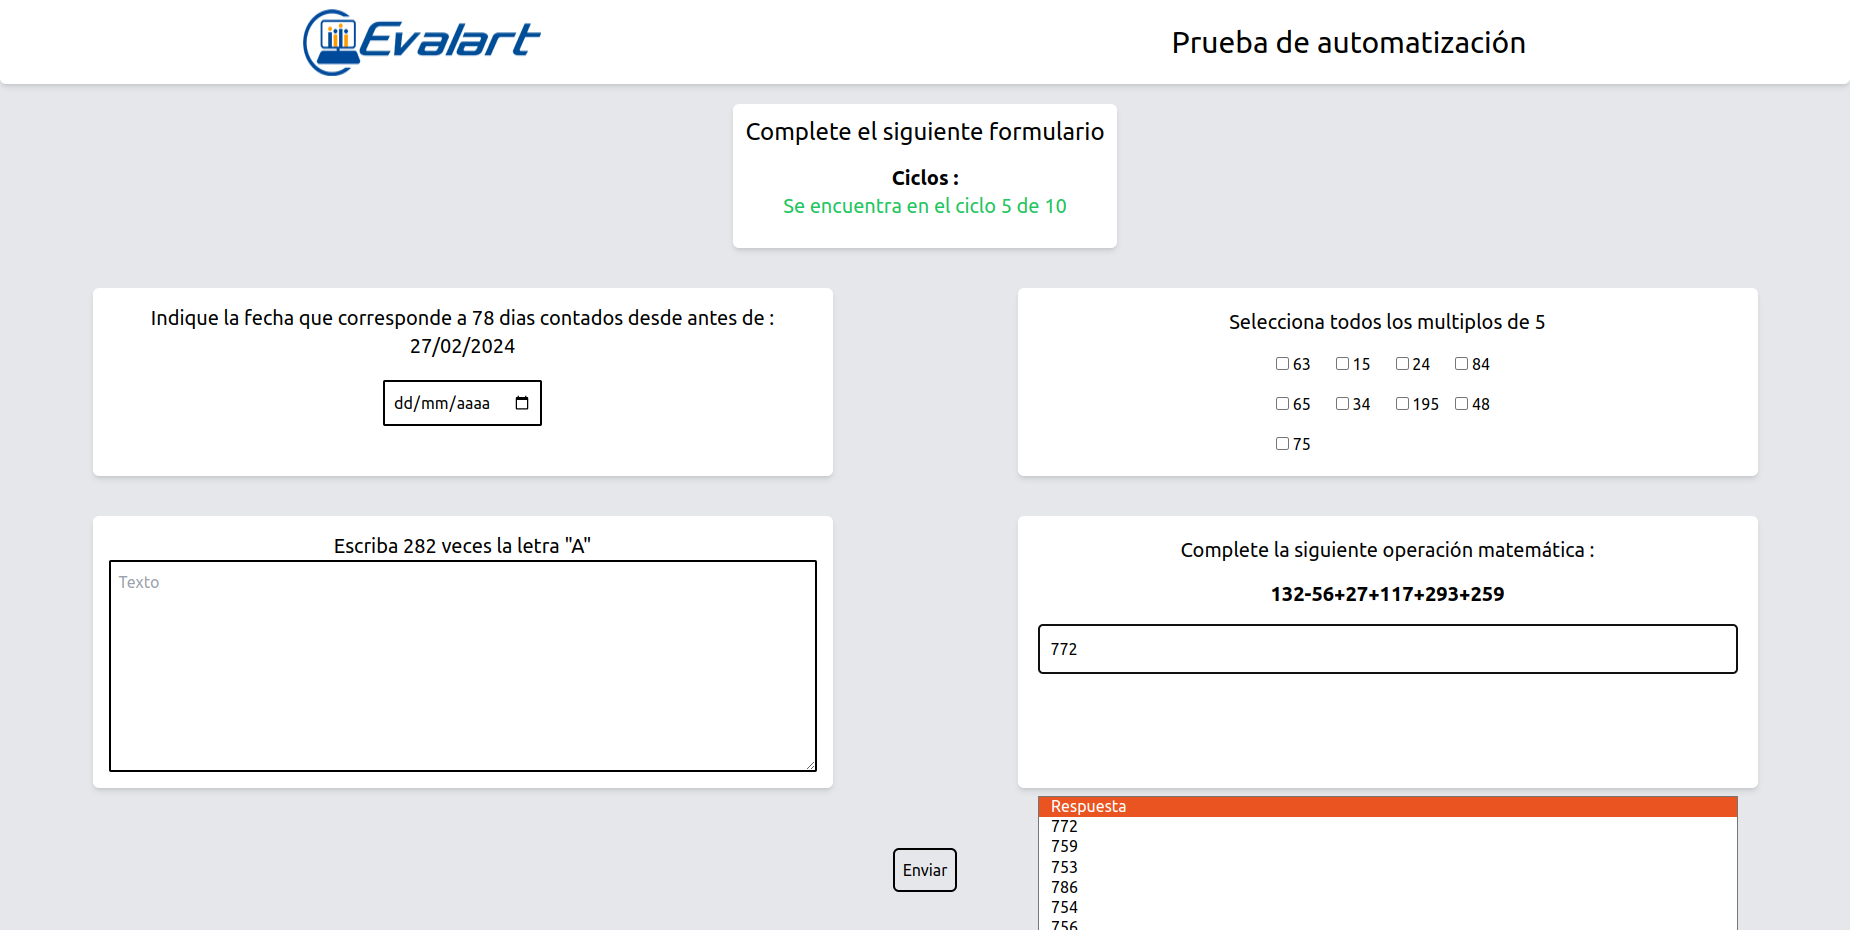 Evalart
Prueba de automatización
Complete el siguiente formulario
Ciclos :
Se encuentra en el ciclo 5 de 10
Indique la fecha que corresponde a 78 dias contados desde antes de :
27/02/2024
dd/mm/aaaa
Selecciona todos los multiplos de 5
63 15 24 84
65 34 195 48
75
Escriba 282 veces la letra "A"
Texto
Complete la siguiente operación matemática :
132-56+27+117+293+259
772
Respuesta
772
759
753
786
754
756
Enviar